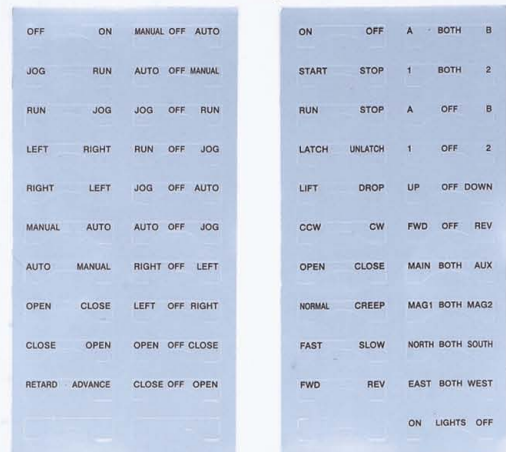 OFF ON MANUAL OFF AUTO
JOG RUN AUTO OFF MANUAL
RUN JOG JOG OFF RUN
LEFT RIGHT RUN OFF JOG
RIGHT LEFT JOG OFF AUTO
MANUAL AUTO AUTO OFF JOG
AUTO MANUAL RIGHT OFF LEFT
OPEN CLOSE LEFT OFF RIGHT
CLOSE OPEN OPEN OFF CLOSE
RETARD ADVANCE CLOSE OFF OPEN
ON OFF A BOTH B
START STOP 1 BOTH 2
RUN STOP A OFF B
LATCH UNLATCH 1 OFF 2
LIFT DROP UP OFF DOWN
CCW CW FWD OFF REV
OPEN CLOSE MAIN BOTH AUX
NORMAL CREEP MAG1 BOTH MAG2
FAST SLOW NORTH BOTH SOUTH
FWD REV EAST BOTH WEST
ON LIGHTS OFF